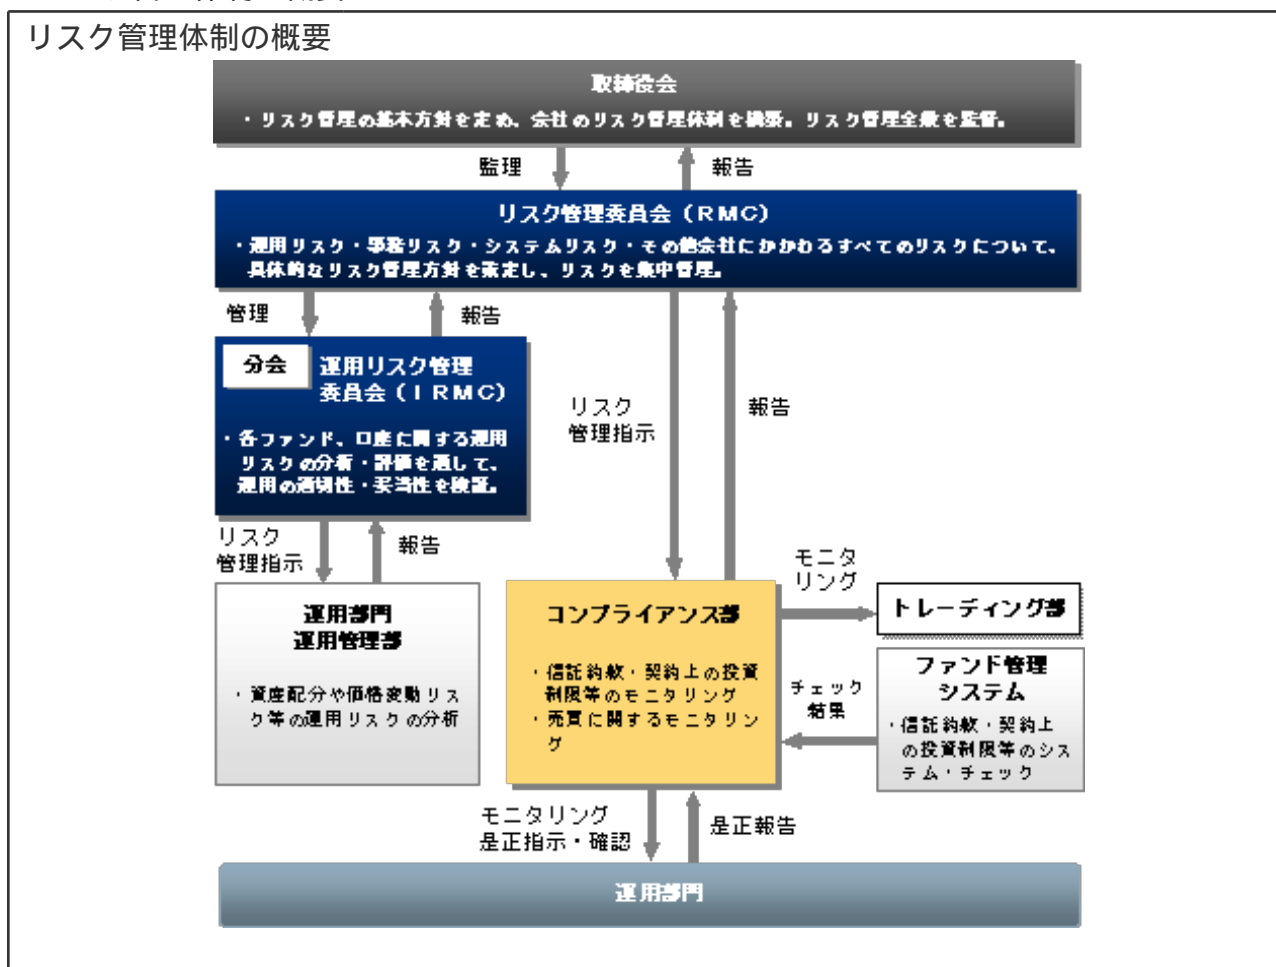 リスク管理体制の概要
取締役会
・リスク管理の基本方針を定め、会社のリスク管理体制を構築。リスク管理全般を監督。
監理
報告
リスク管理委員会（RMC）
・運用リスク・事務リスク・システムリスク・その他会社にかかわるすべてのリスクについて、
具体的なリスク管理方針を策定し、リスクを集中管理。
管理
報告
分会
運用リスク管理
委員会（IRMC）
・各ファンド、口座に関する運用
リスクの分析・評価を通して、
運用の適切性・妥当性を検証。
リスク
管理指示
報告
リスク
管理指示
報告
運用部門
運用管理部
・資産配分や価格変動リス
ク等の運用リスクの分析
コンプライアンス部
・信託約款・契約上の投資
制限等のモニタリング
・売買に関するモニタリン
グ
モニタ
リング
トレーディング部
チェック
結果
ファンド管理
システム
・信託約款・契約上
の投資制限等のシス
テム・チェック
モニタリング
是正指示・確認
是正報告
運用部門